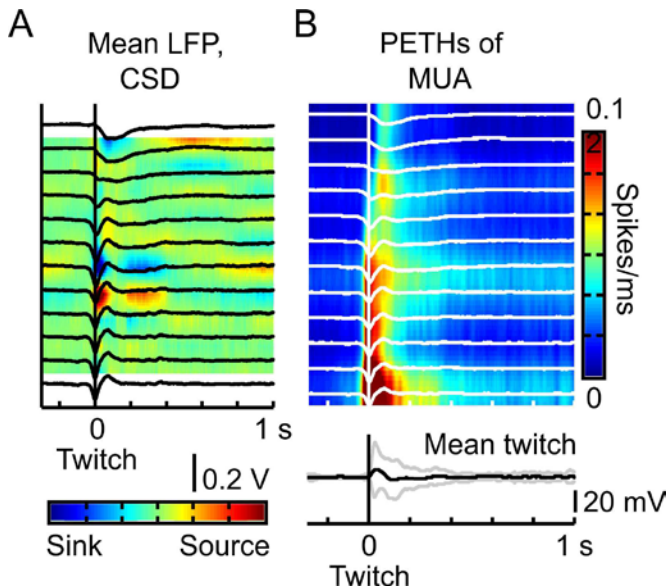 A
Mean LFP,
CSD
0
1 s
Twitch
0.2 V
Sink
Source
B
PETHs of
MUA
0.1
2
Spikes/ms
0
Mean twitch
20 mV
0
1 s
Twitch